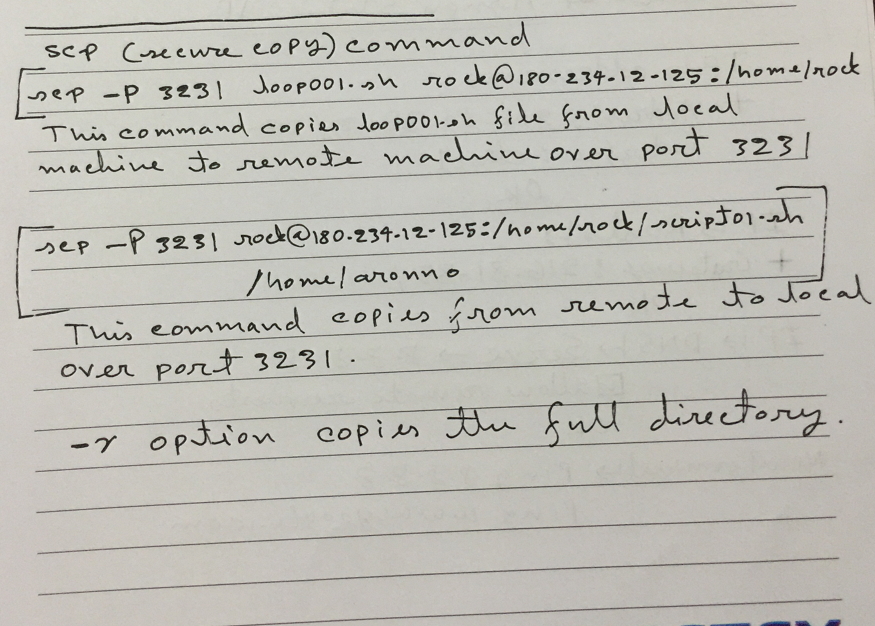 scp (secure copy) command
scp -P 3231 loop001.sh rock@180-234-12-125:/home/rock
This command copies loop001.sh file from local
machine to remote machine over port 3231
scp -P 3231 rock@180-234-12-125:/home/rock/script01.sh
/home/aronno
This command copies from remote to local
over port 3231.
-r option copies the full directory.